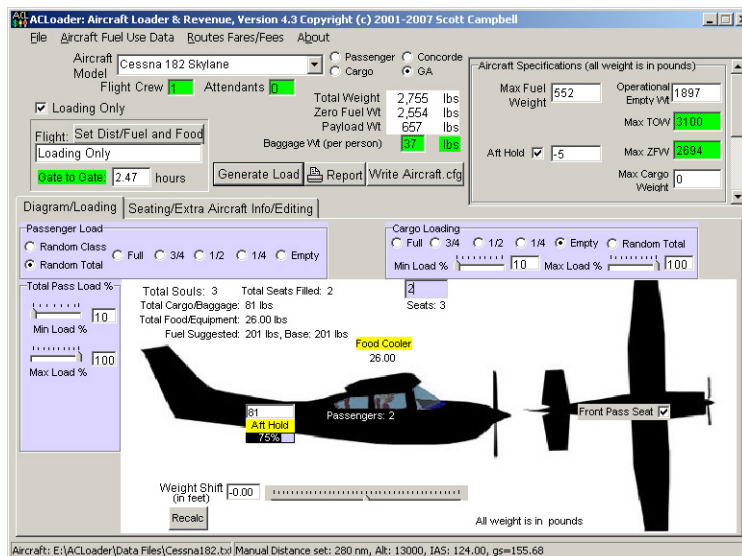 ACLoader: Aircraft Loader & Revenue, Version 4.3 Copyright (c) 2001-2007 Scott Campbell
File Aircraft Fuel Use Data Routes Fares/Fees About
Aircraft Model Cessna 182 Skylane
Passenger Concorde
Cargo GA
Flight Crew 1 Attendants 0
Loading Only
Total Weight 2,755 lbs
Zero Fuel Wt 2,554 lbs
Payload Wt 657 lbs
Baggage Wt (per person) 37 lbs
Flight: Set Dist/Fuel and Food
Loading Only
Gate to Gate: 2.47 hours
Generate Load Report Write Aircraft.cfg
Aircraft Specifications (all weight is in pounds)
Max Fuel Weight 552
Operational Empty Wt 1897
Max TOW 3100
Aft Hold -5
Max ZFW 2694
Max Cargo Weight 0
Diagram/Loading Seating/Extra Aircraft Info/Editing
Passenger Load
Random Class
Random Total
Full 3/4 1/2 1/4 Empty
Cargo Loading
Full 3/4 1/2 1/4 Empty Random Total
Min Load % 10 Max Load % 100
Total Pass Load %
10
Min Load %
100
Max Load %
Total Souls: 3 Total Seats Filled: 2
Total Cargo/Baggage: 81 lbs
Total Food/Equipment: 26.00 lbs
Fuel Suggested: 201 lbs, Base: 201 lbs
2
Seats: 3
Food Cooler
26.00
81
Aft Hold
75%
Passengers: 2
Front Pass Seat
Weight Shift (in feet) -0.00
Recalc
All weight is in pounds
Aircraft: E:\ACLoader\Data Files\Cessna182.txt Manual Distance set: 280 nm, Alt: 13000, IAS: 124.00, gs=155.68